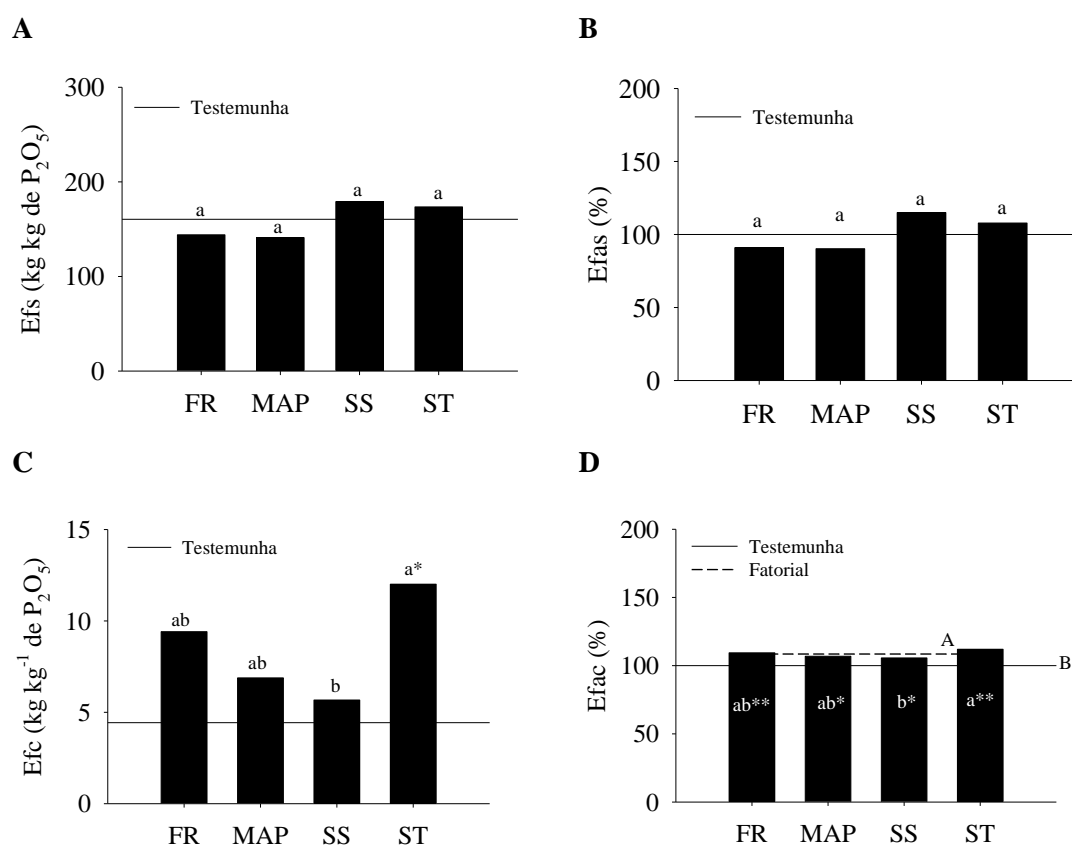 A
Efs (kg kg de P₂O₅)
300
200
100
0
Testemunha
a
a
a
a
FR MAP SS ST
B
Efas (%)
200
150
100
50
0
Testemunha
a
a
a
a
FR MAP SS ST
C
Efc (kg kg⁻¹ de P₂O₅)
15
10
5
0
Testemunha
ab
ab
b
a*
FR MAP SS ST
D
Efac (%)
200
150
100
50
0
Testemunha
Fatorial
A
B
ab**
ab*
b*
a**
FR MAP SS ST